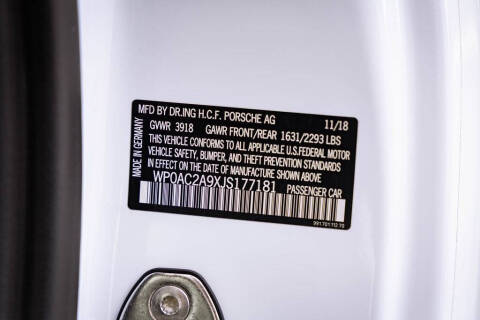 MFD BY DR.ING H.C.F. PORSCHE AG 11/18
GVWR 3918 GAWR FRONT/REAR 1631/2293 LBS
THIS VEHICLE CONFORMS TO ALL APPLICABLE U.S.FEDERAL MOTOR
VEHICLE SAFETY, BUMPER, AND THEFT PREVENTION STANDARDS
IN EFFECT ON THE DATE OF MANUFACTURE SHOWN ABOVE.
WP0AC2A9XJS177181 PASSENGER CAR
MADE IN GERMANY